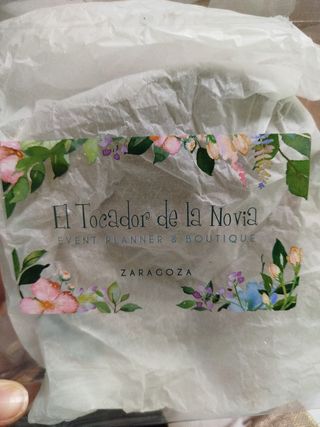 El Tocador de la Novia
EVENT PLANNER & BOUTIQUE
ZARAGOZA